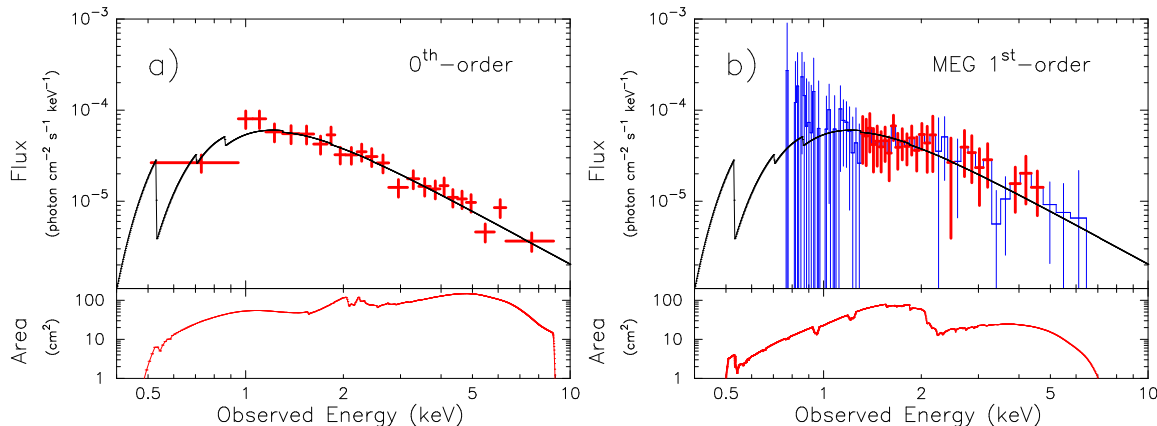 a)
0th−order
Flux
(photon cm−2 s−1 keV−1)
10−3
10−4
10−5
Area
(cm2)
100
10
1
0.5
1
2
5
10
Observed Energy (keV)
b)
MEG 1st−order
Flux
(photon cm−2 s−1 keV−1)
10−3
10−4
10−5
Area
(cm2)
100
10
1
0.5
1
2
5
10
Observed Energy (keV)